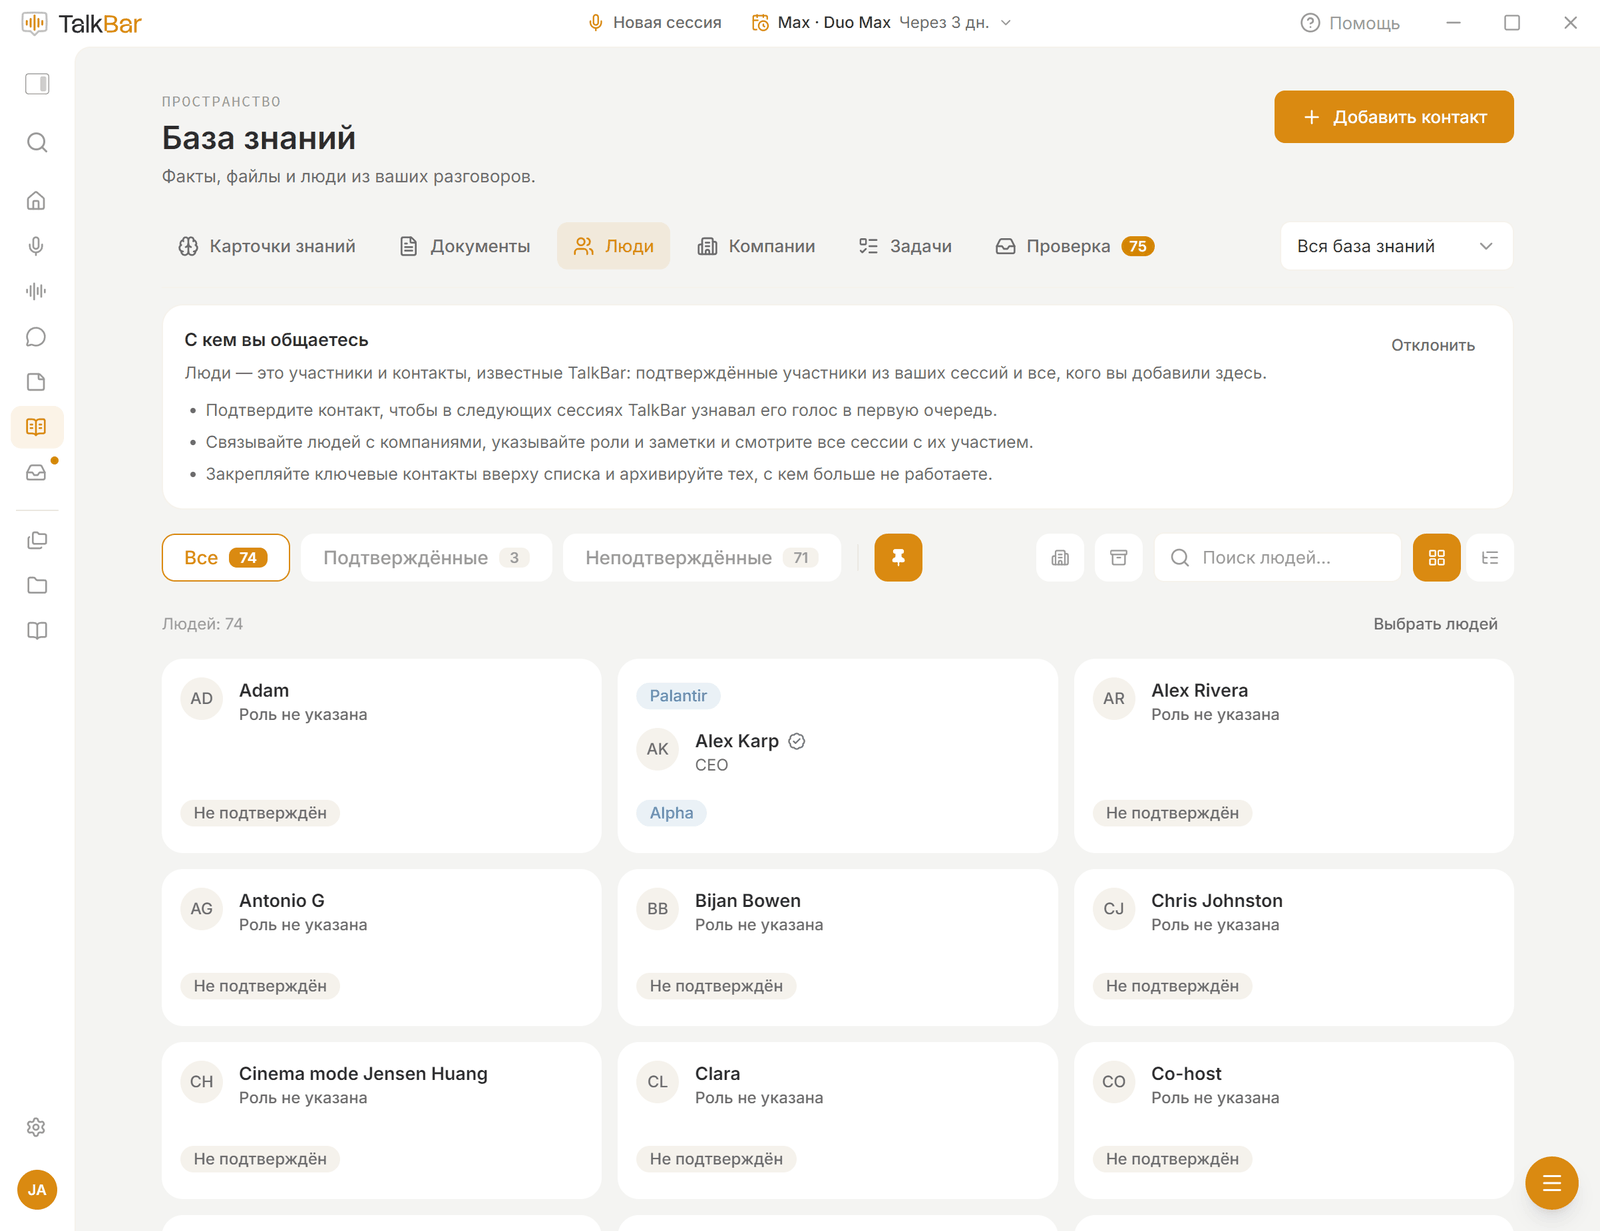 TalkBar
Новая сессия
Max · Duo Max Через 3 дн.
Помощь
ПРОСТРАНСТВО
База знаний
Факты, файлы и люди из ваших разговоров.
Добавить контакт
Карточки знаний
Документы
Люди
Компании
Задачи
Проверка 75
Вся база знаний
С кем вы общаетесь
Отклонить
Люди — это участники и контакты, известные TalkBar: подтверждённые участники из ваших сессий и все, кого вы добавили здесь.
• Подтвердите контакт, чтобы в следующих сессиях TalkBar узнавал его голос в первую очередь.
• Связывайте людей с компаниями, указывайте роли и заметки и смотрите все сессии с их участием.
• Закрепляйте ключевые контакты вверху списка и архивируйте тех, с кем больше не работаете.
Все 74
Подтверждённые 3
Неподтверждённые 71
Поиск людей...
Людей: 74
Выбрать людей
AD
Adam
Роль не указана
Не подтверждён
Palantir
AK
Alex Karp
CEO
Alpha
AR
Alex Rivera
Роль не указана
Не подтверждён
AG
Antonio G
Роль не указана
Не подтверждён
BB
Bijan Bowen
Роль не указана
Не подтверждён
CJ
Chris Johnston
Роль не указана
Не подтверждён
CH
Cinema mode Jensen Huang
Роль не указана
Не подтверждён
CL
Clara
Роль не указана
Не подтверждён
CO
Co-host
Роль не указана
Не подтверждён
JA